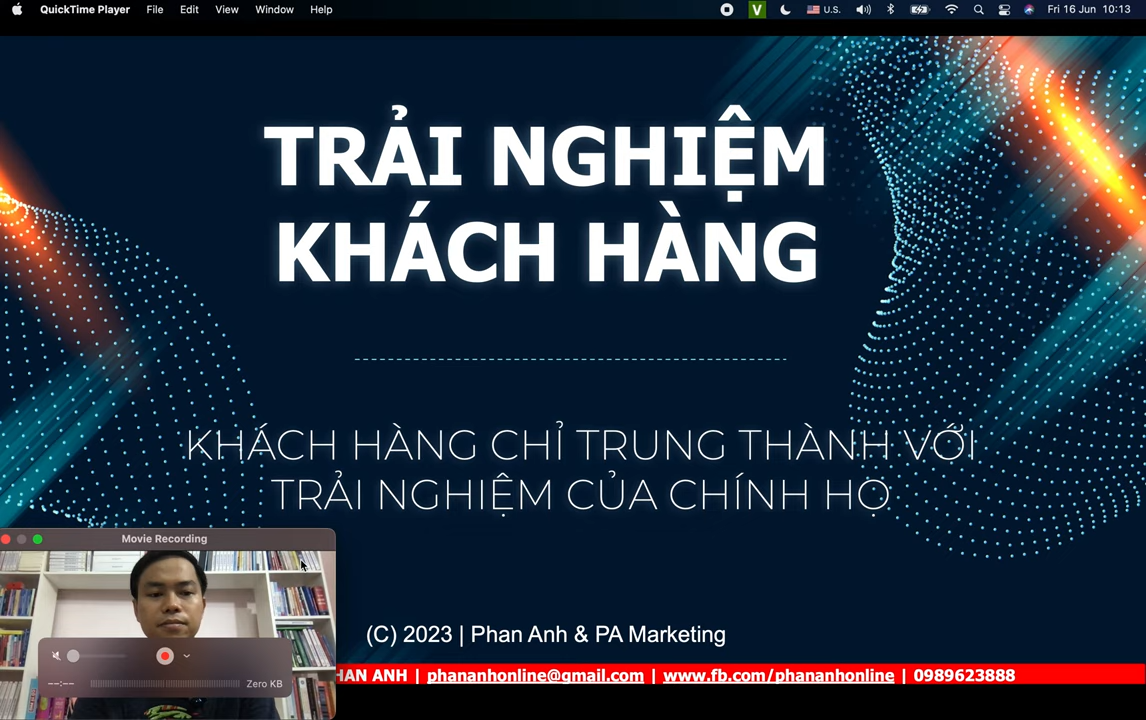 QuickTime Player File Edit View Window Help V U.S. Fri 16 Jun 10:13
TRẢI NGHIỆM
KHÁCH HÀNG
KHÁCH HÀNG CHỈ TRUNG THÀNH VỚI
TRẢI NGHIỆM CỦA CHÍNH HỌ
Movie Recording
--:-- Zero KB
(C) 2023 | Phan Anh & PA Marketing
HAN ANH | phananhonline@gmail.com | www.fb.com/phananhonline | 0989623888